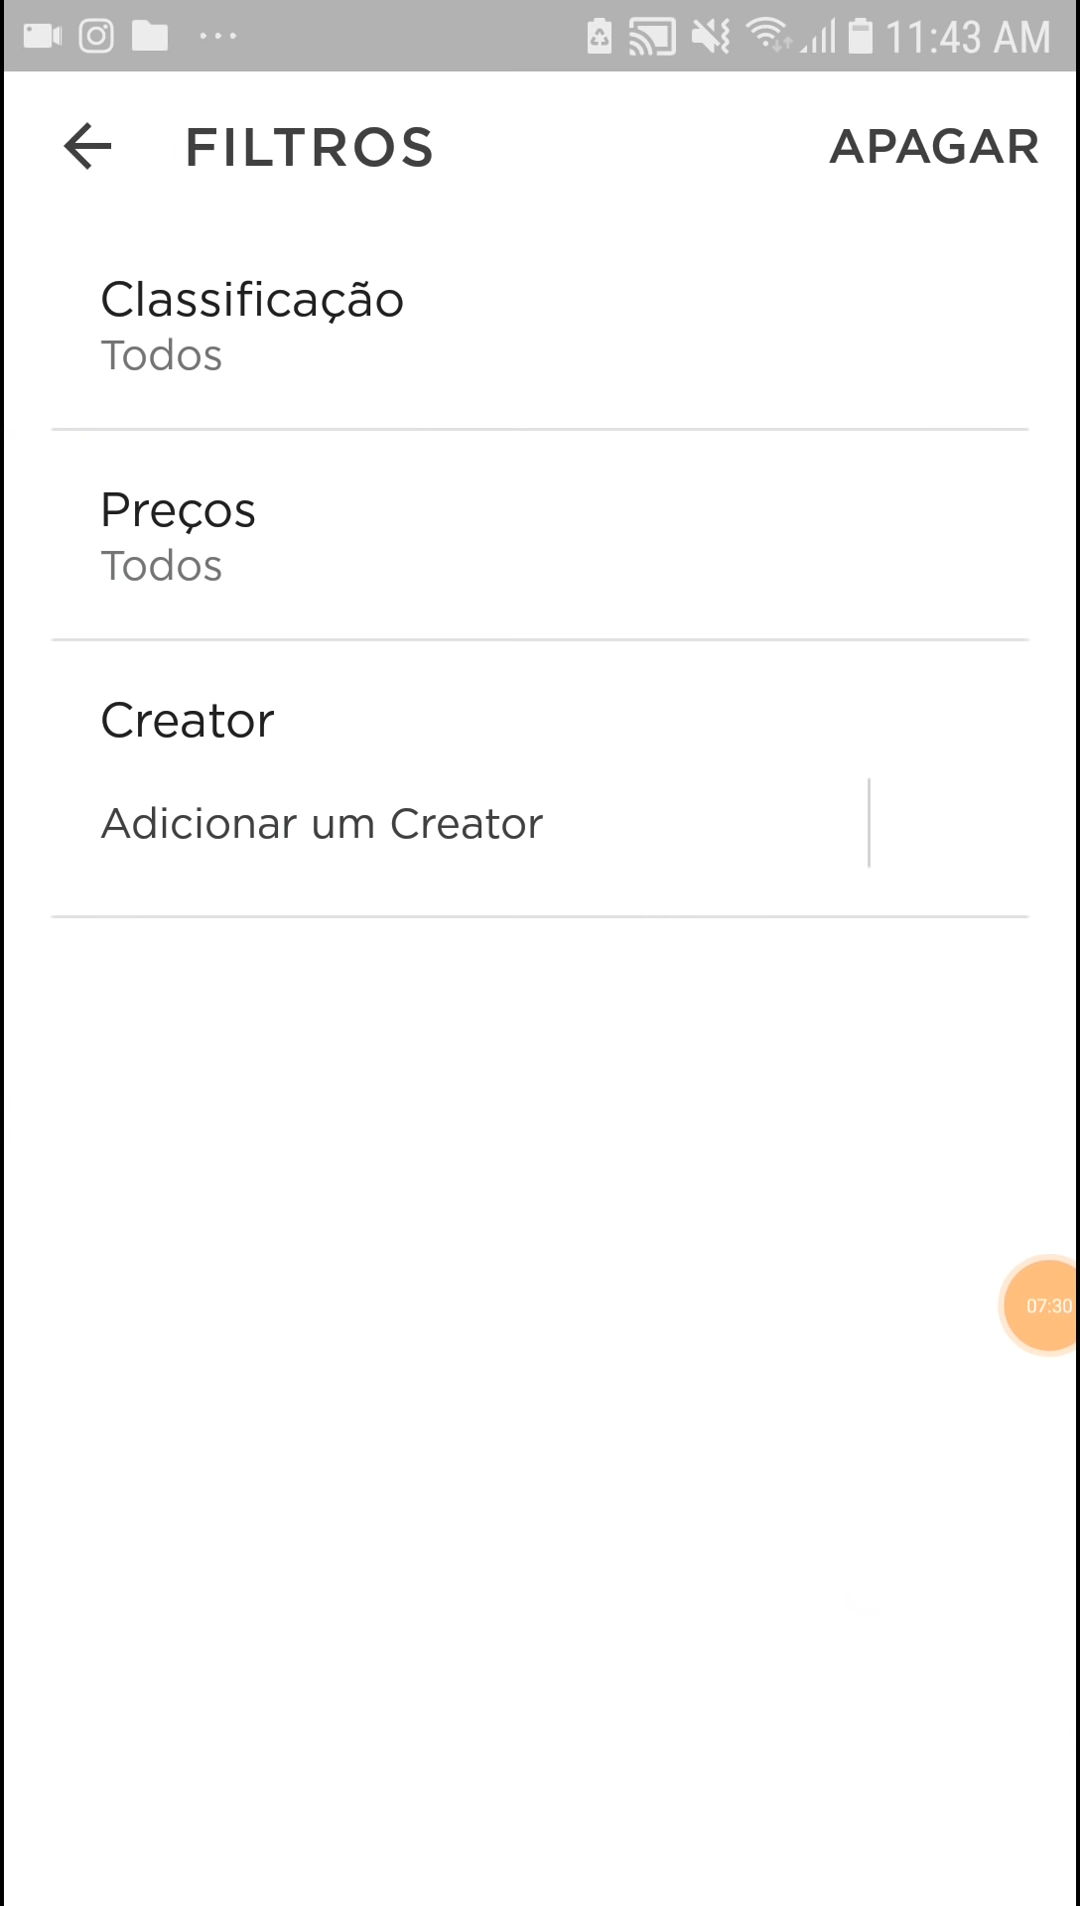 11:43 AM
FILTROS
APAGAR
Classificação
Todos
Preços
Todos
Creator
Adicionar um Creator
07:30